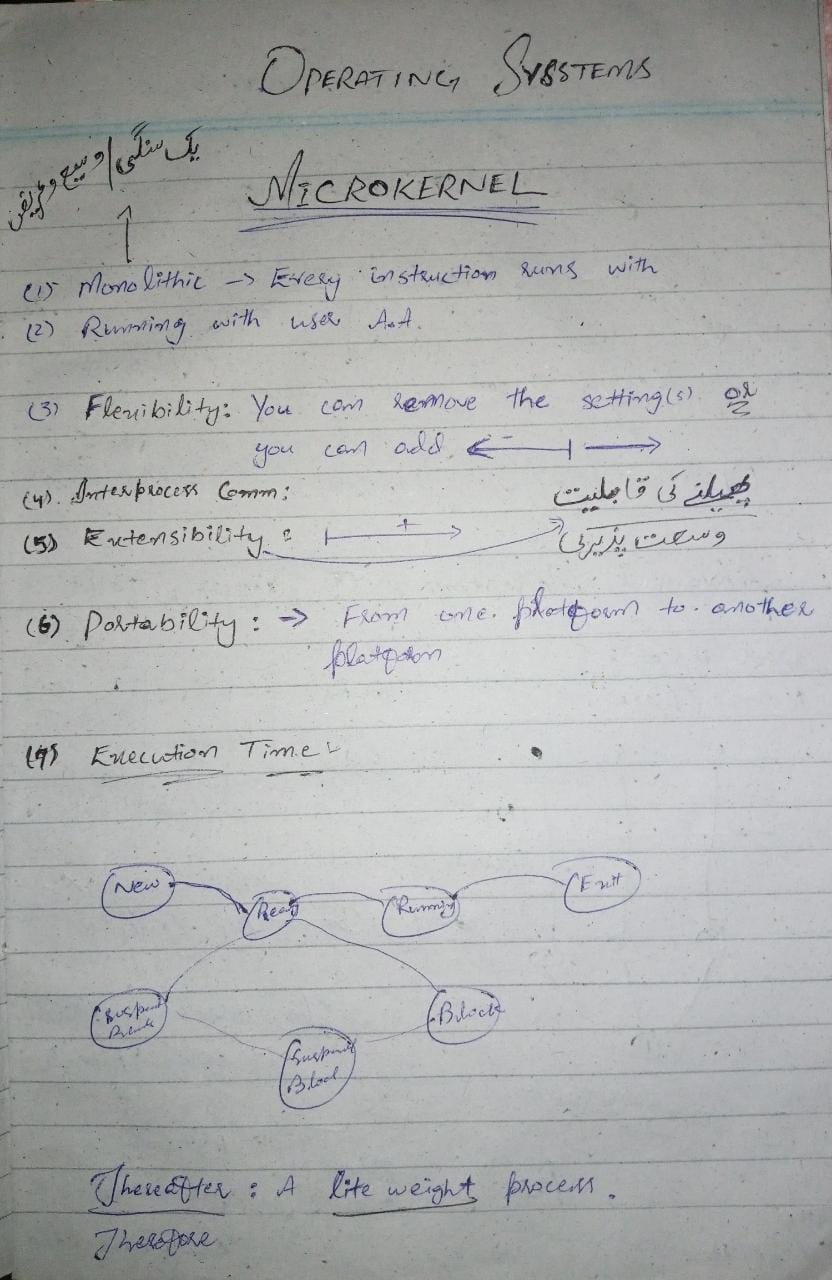 OPERATING SYSSTEMS
یک سنگی / وسیع و
MICROKERNEL
(1) Monolithic → Every instruction runs with
(2) Running with user A.A.
(3) Flexibility: You can remove the setting(s) OR
you can add ← - | →
(4). Interprocess Comm:
پھیلنے کی قابلیت
(5) Extensibility: + →
وسعت پذیری
(6) Portability: → From one platform to another
platform
(7) Execution Time:
New
Ready
Running
Exit
Suspend
Block
Suspend
Block
Thereafter: A lite weight process.
Therefore